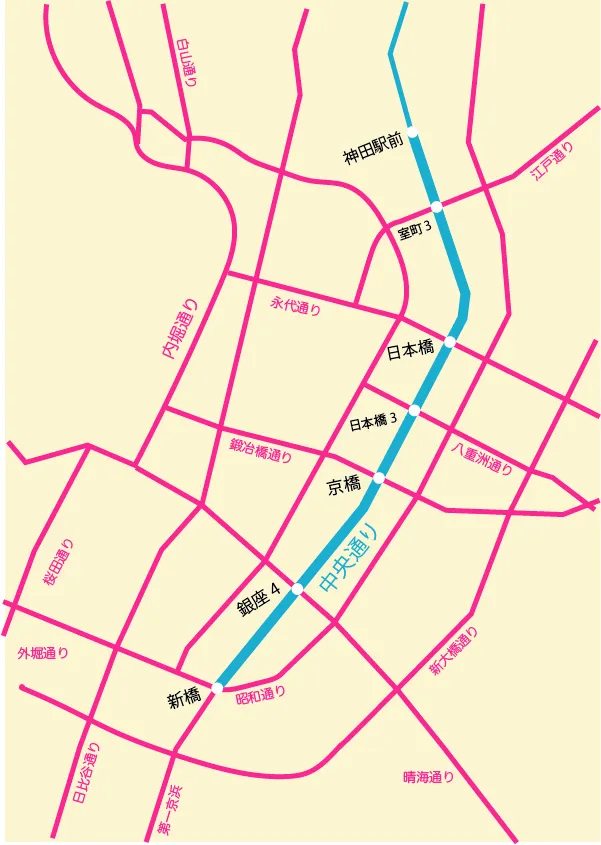 白山通り
神田駅前
江戸通り
室町3
永代通り
内堀通り
日本橋
日本橋3
鍛冶橋通り
八重洲通り
京橋
中央通り
桜田通り
銀座4
外堀通り
新大橋通り
新橋
昭和通り
日比谷通り
晴海通り
第一京浜